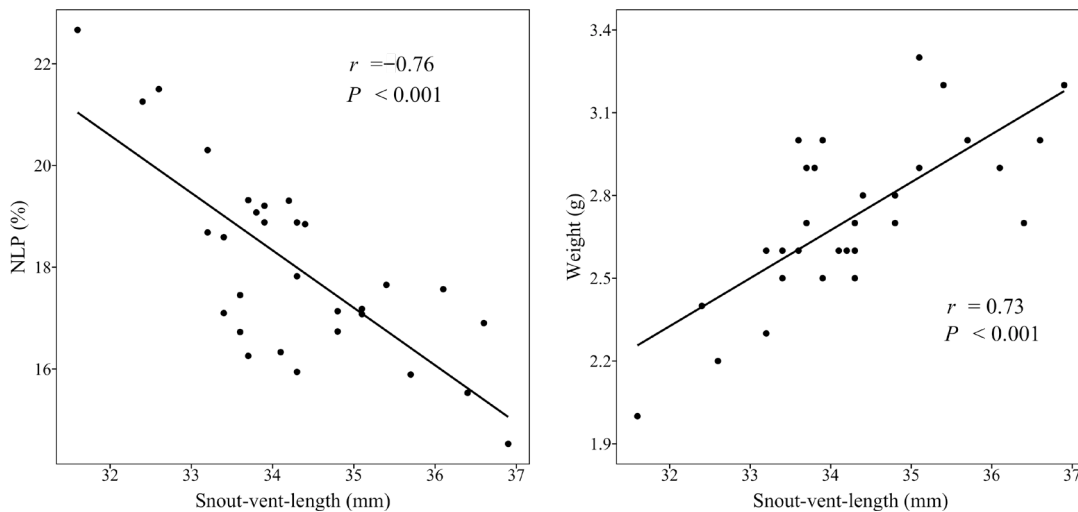 22
20
18
16
NLP (%)
r =−0.76
P < 0.001
32
33
34
35
36
37
Snout-vent-length (mm)
3.4
3.1
2.8
2.5
2.2
1.9
Weight (g)
r = 0.73
P < 0.001
32
33
34
35
36
37
Snout-vent-length (mm)